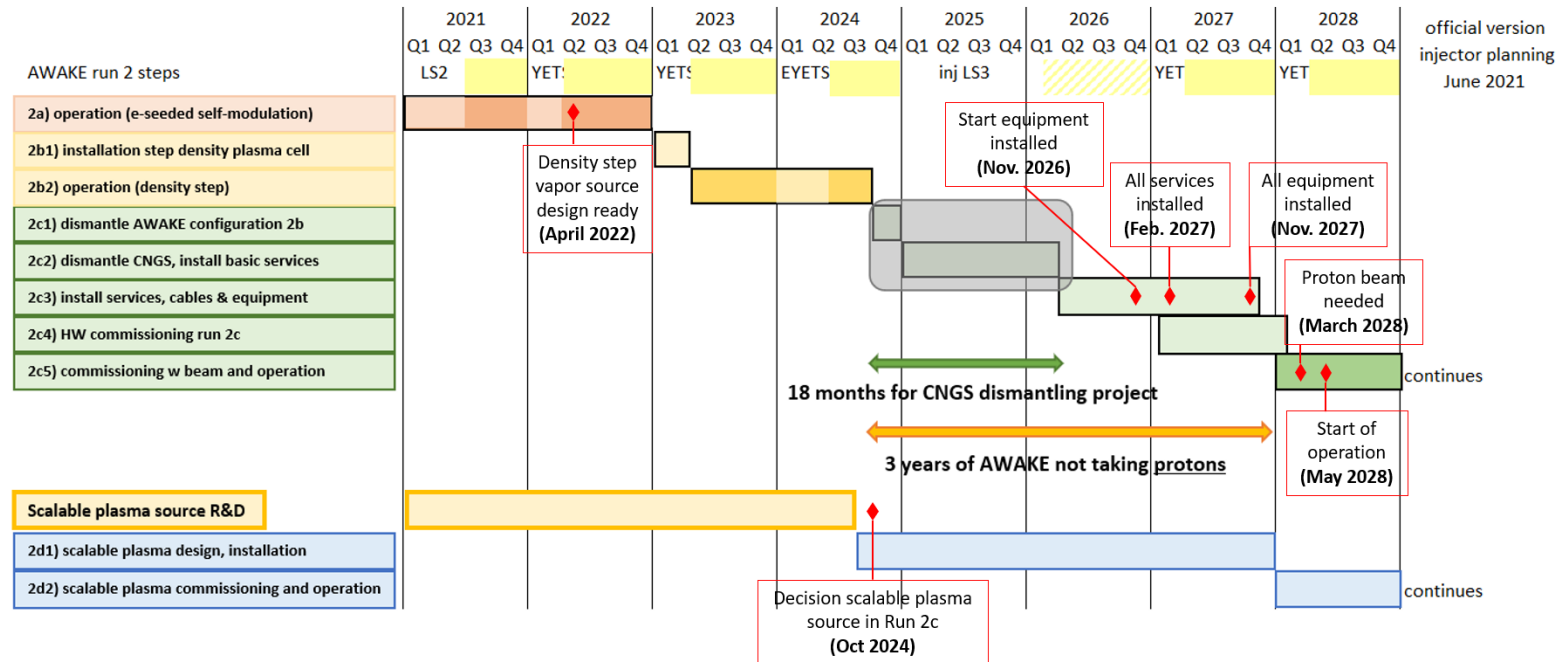 2021 2022 2023 2024 2025 2026 2027 2028
Q1 Q2 Q3 Q4 Q1 Q2 Q3 Q4 Q1 Q2 Q3 Q4 Q1 Q2 Q3 Q4 Q1 Q2 Q3 Q4 Q1 Q2 Q3 Q4 Q1 Q2 Q3 Q4 Q1 Q2 Q3 Q4
official version
injector planning
June 2021
AWAKE run 2 steps
LS2 YETS YETS EYETS inj LS3 YET YET
2a) operation (e-seeded self-modulation)
2b1) installation step density plasma cell
2b2) operation (density step)
2c1) dismantle AWAKE configuration 2b
2c2) dismantle CNGS, install basic services
2c3) install services, cables & equipment
2c4) HW commissioning run 2c
2c5) commissioning w beam and operation
Density step
vapor source
design ready
(April 2022)
Start equipment
installed
(Nov. 2026)
All services
installed
(Feb. 2027)
All equipment
installed
(Nov. 2027)
Proton beam
needed
(March 2028)
continues
18 months for CNGS dismantling project
3 years of AWAKE not taking protons
Start of
operation
(May 2028)
Scalable plasma source R&D
2d1) scalable plasma design, installation
2d2) scalable plasma commissioning and operation
continues
Decision scalable plasma
source in Run 2c
(Oct 2024)